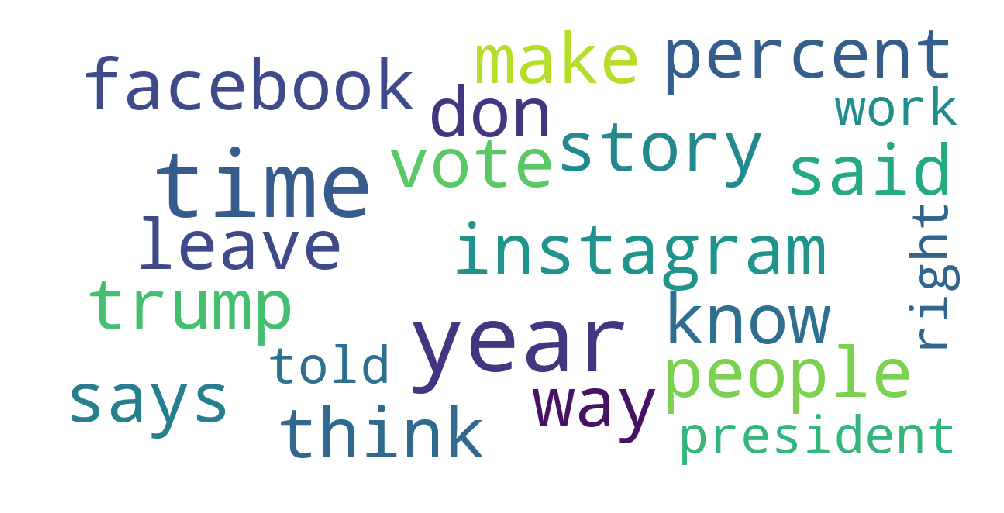 facebook
make
percent
don
work
vote
story
said
time
leave
instagram
right
trump
year
know
told
people
says
way
think
president